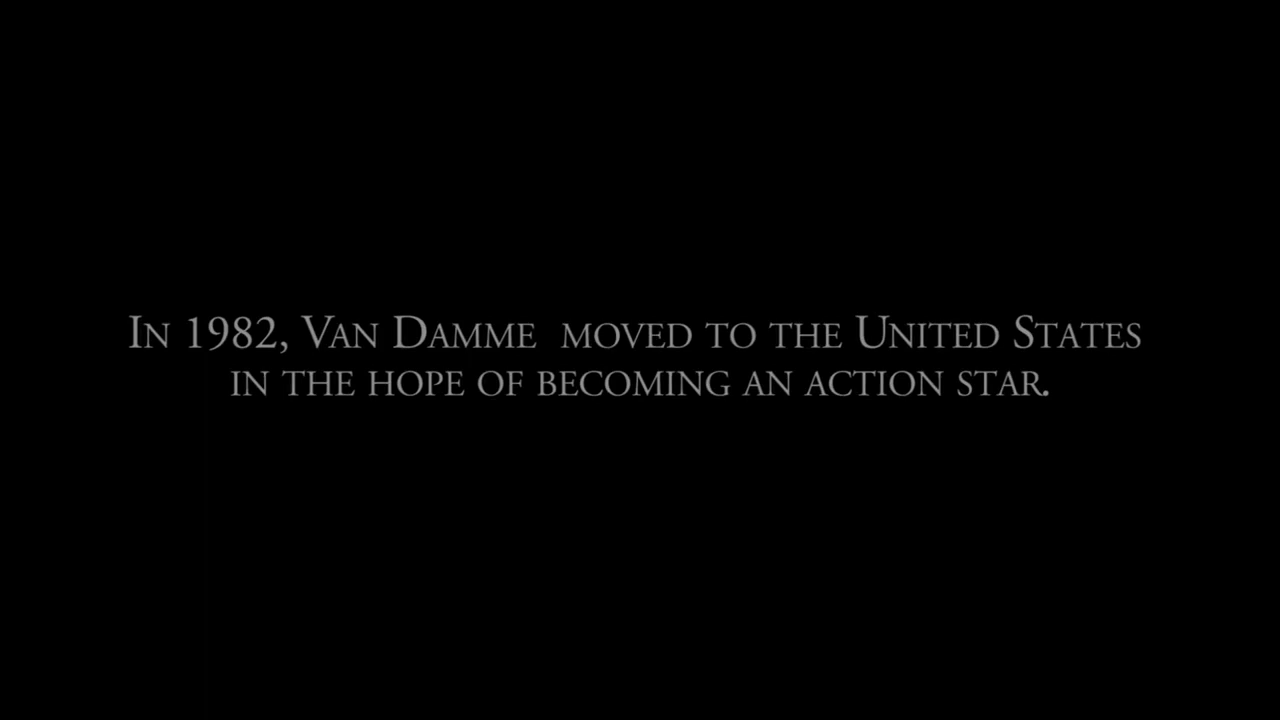 In 1982, Van Damme  moved to the United States
in the hope of becoming an action star.